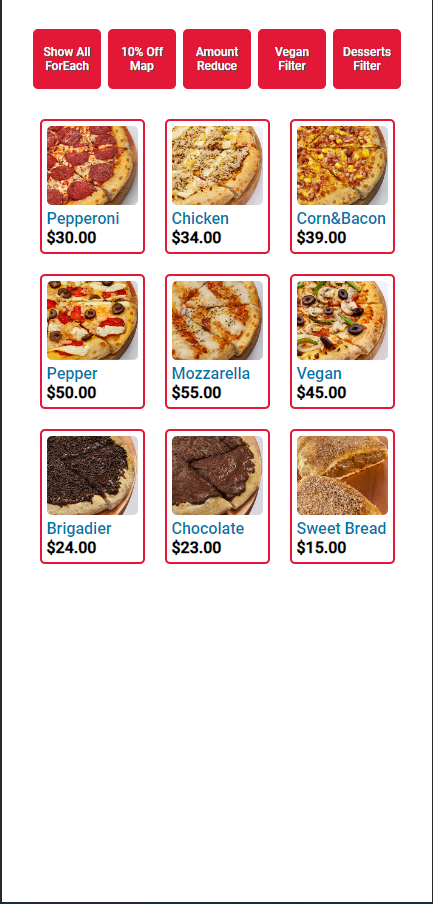 Show All
ForEach
10% Off
Map
Amount
Reduce
Vegan
Filter
Desserts
Filter
Pepperoni
$30.00
Chicken
$34.00
Corn&Bacon
$39.00
Pepper
$50.00
Mozzarella
$55.00
Vegan
$45.00
Brigadier
$24.00
Chocolate
$23.00
Sweet Bread
$15.00